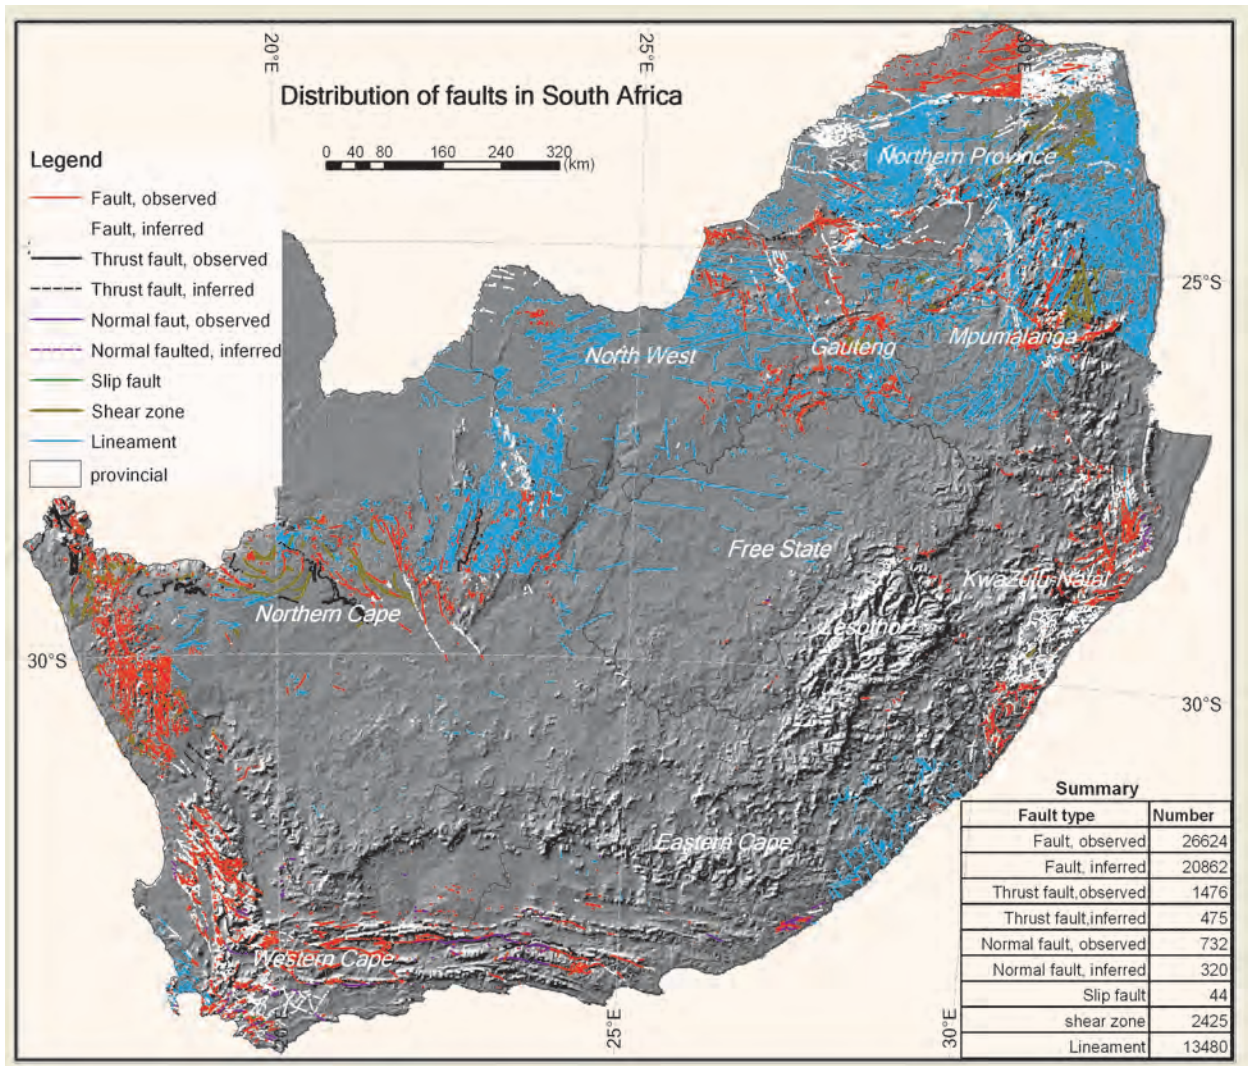 20°E
25°E
30°E
Distribution of faults in South Africa
0 40 80 160 240 320
(km)
Legend
Fault, observed
Fault, inferred
Thrust fault, observed
Thrust fault, inferred
Normal faut, observed
Normal faulted, inferred
Slip fault
Shear zone
Lineament
provincial
Northern Province
25°S
North West
Gauteng
Mpumalanga
Free State
Kwazulu-Natal
Northern Cape
Lesotho
30°S
30°S
Eastern Cape
Western Cape
20°E
25°E
30°E
Summary
Fault type Number
Fault, observed 26624
Fault, inferred 20862
Thrust fault,observed 1476
Thrust fault,inferred 475
Normal fault, observed 732
Normal fault, inferred 320
Slip fault 44
shear zone 2425
Lineament 13480